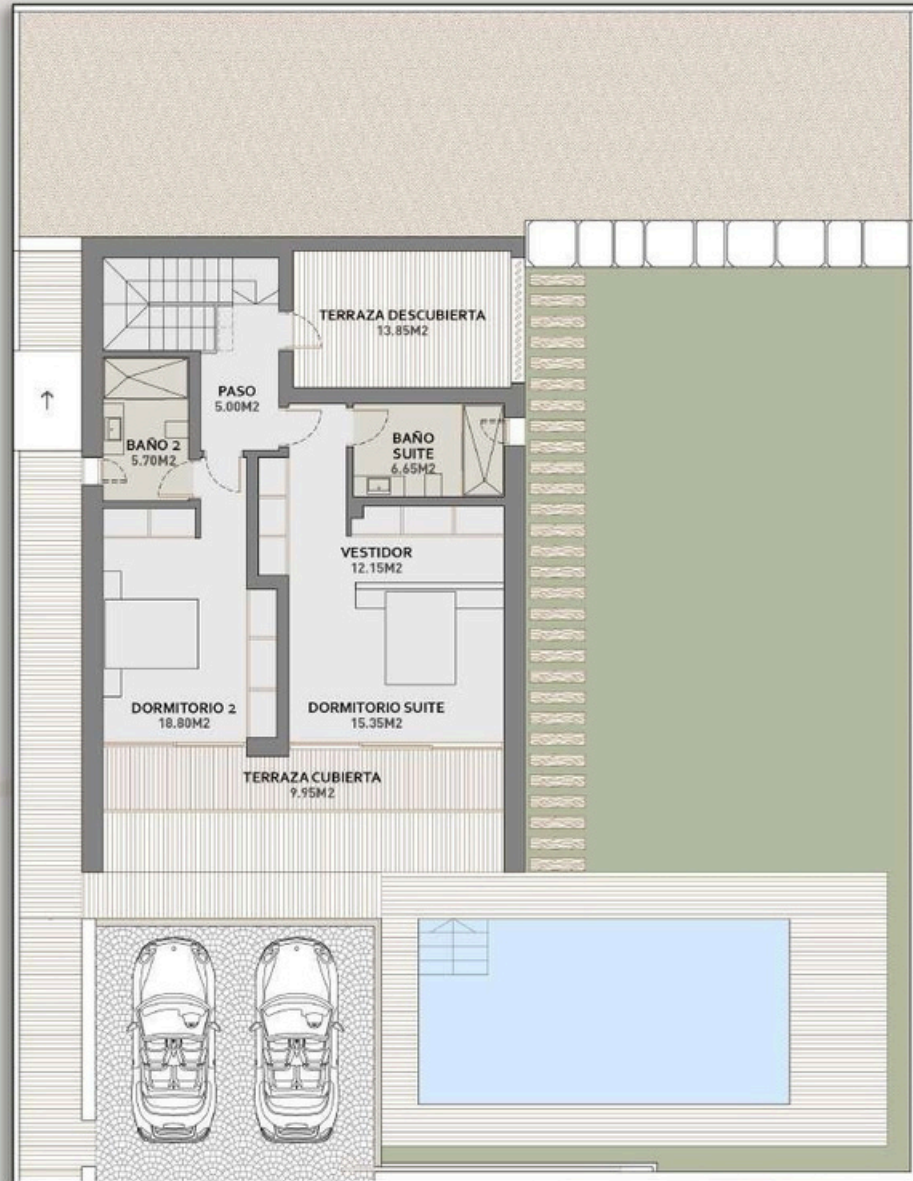 TERRAZA DESCUBIERTA
13.85M2
PASO
5.00M2
BAÑO 2
5.70M2
BAÑO
SUITE
6.65M2
VESTIDOR
12.15M2
DORMITORIO 2
18.80M2
DORMITORIO SUITE
15.35M2
TERRAZA CUBIERTA
9.95M2